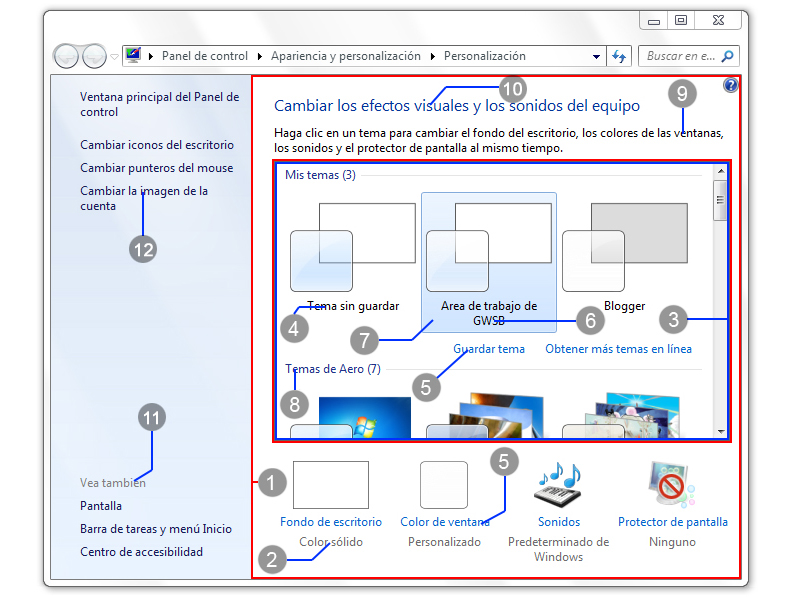 Panel de control
Apariencia y personalización
Personalización
Buscar en e...
Ventana principal del Panel de
control
Cambiar iconos del escritorio
Cambiar punteros del mouse
Cambiar la imagen de la
cuenta
12
11
Vea también
Pantalla
Barra de tareas y menú Inicio
Centro de accesibilidad
10
9
Cambiar los efectos visuales y los sonidos del equipo
Haga clic en un tema para cambiar el fondo del escritorio, los colores de las ventanas,
los sonidos y el protector de pantalla al mismo tiempo.
Mis temas (3)
Tema sin guardar
Area de trabajo de
GWSB
Blogger
4
7
6
3
Guardar tema
Obtener más temas en línea
Temas de Aero (7)
5
8
1
5
Fondo de escritorio
Color de ventana
Sonidos
Protector de pantalla
2
Color sólido
Personalizado
Predeterminado de
Windows
Ninguno